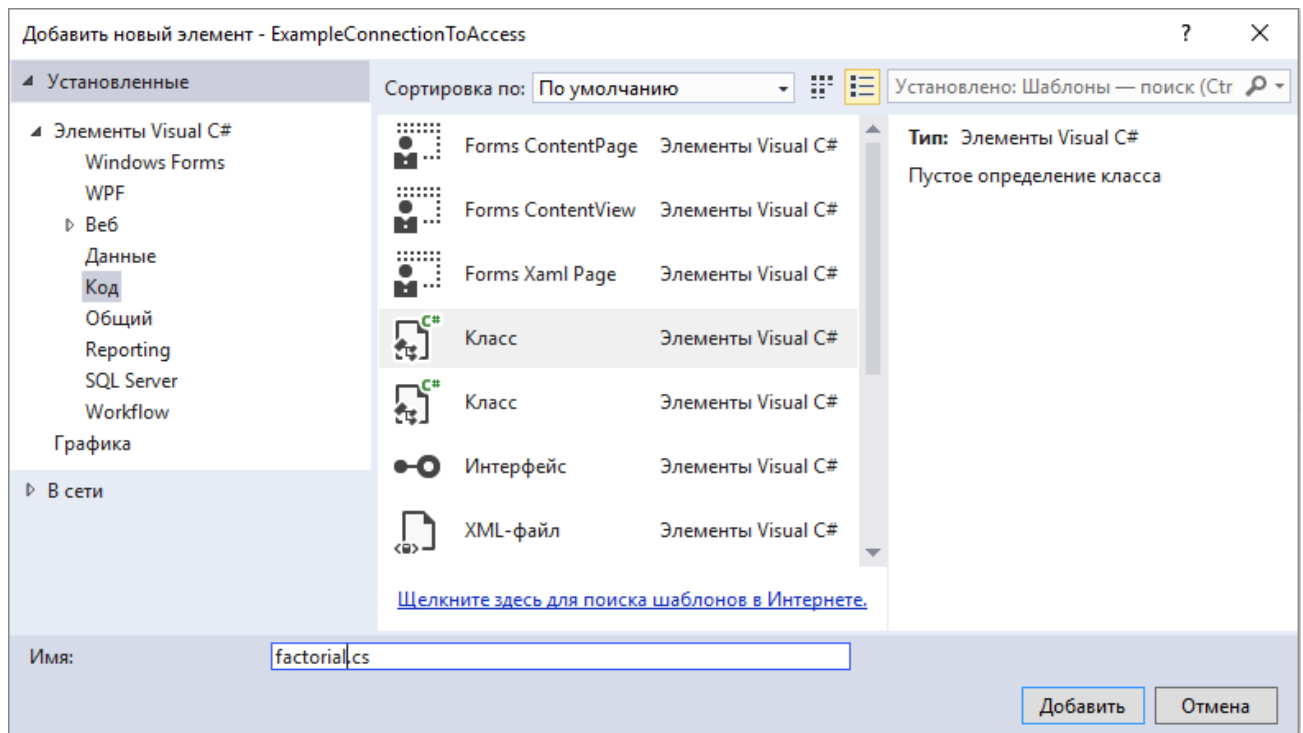 Добавить новый элемент - ExampleConnectionToAccess ?
Установленные
Элементы Visual C#
Windows Forms
WPF
Веб
Данные
Код
Общий
Reporting
SQL Server
Workflow
Графика
В сети
Сортировка по: По умолчанию
Forms ContentPage Элементы Visual C#
Forms ContentView Элементы Visual C#
Forms Xaml Page Элементы Visual C#
C# Класс Элементы Visual C#
C# Класс Элементы Visual C#
Интерфейс Элементы Visual C#
XML-файл Элементы Visual C#
Щелкните здесь для поиска шаблонов в Интернете.
Установлено: Шаблоны — поиск (Ctr
Тип: Элементы Visual C#
Пустое определение класса
Имя: factorial.cs
Добавить Отмена